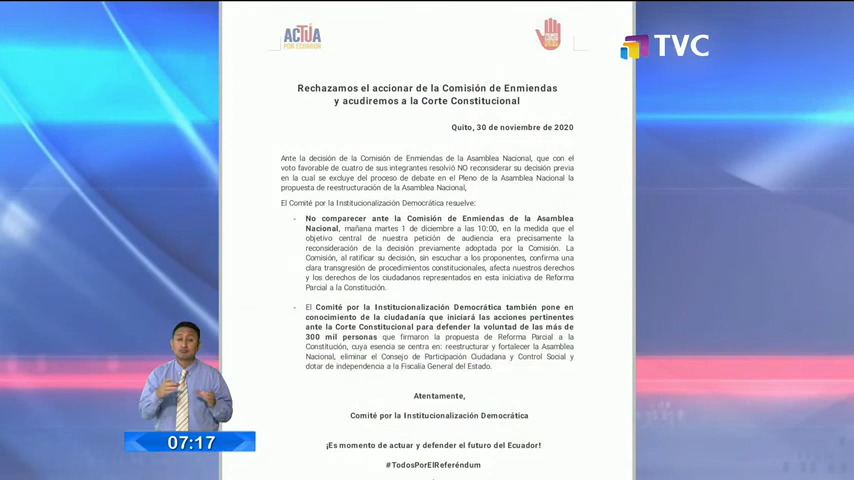 ACTÚA
POR ECUADOR
TVC
Rechazamos el accionar de la Comisión de Enmiendas
y acudiremos a la Corte Constitucional
Quito, 30 de noviembre de 2020
Ante la decisión de la Comisión de Enmiendas de la Asamblea Nacional, que con el
voto favorable de cuatro de sus integrantes resolvió NO reconsiderar su decisión previa
en la cual se excluye del proceso de debate en el Pleno de la Asamblea Nacional la
propuesta de reestructuración de la Asamblea Nacional,
El Comité por la Institucionalización Democrática resuelve:
- No comparecer ante la Comisión de Enmiendas de la Asamblea
Nacional, mañana martes 1 de diciembre a las 10:00, en la medida que el
objetivo central de nuestra petición de audiencia era precisamente la
reconsideración de la decisión previamente adoptada por la Comisión. La
Comisión, al ratificar su decisión, sin escuchar a los proponentes, confirma una
clara transgresión de procedimientos constitucionales, afecta nuestros derechos
y los derechos de los ciudadanos representados en esta iniciativa de Reforma
Parcial a la Constitución.
- El Comité por la Institucionalización Democrática también pone en
conocimiento de la ciudadanía que iniciará las acciones pertinentes
ante la Corte Constitucional para defender la voluntad de las más de
300 mil personas que firmaron la propuesta de Reforma Parcial a la
Constitución, cuya esencia se centra en: reestructurar y fortalecer la Asamblea
Nacional, eliminar el Consejo de Participación Ciudadana y Control Social y
dotar de independencia a la Fiscalía General del Estado.
Atentamente,
Comité por la Institucionalización Democrática
¡Es momento de actuar y defender el futuro del Ecuador!
#TodosPorElReferéndum
07:17